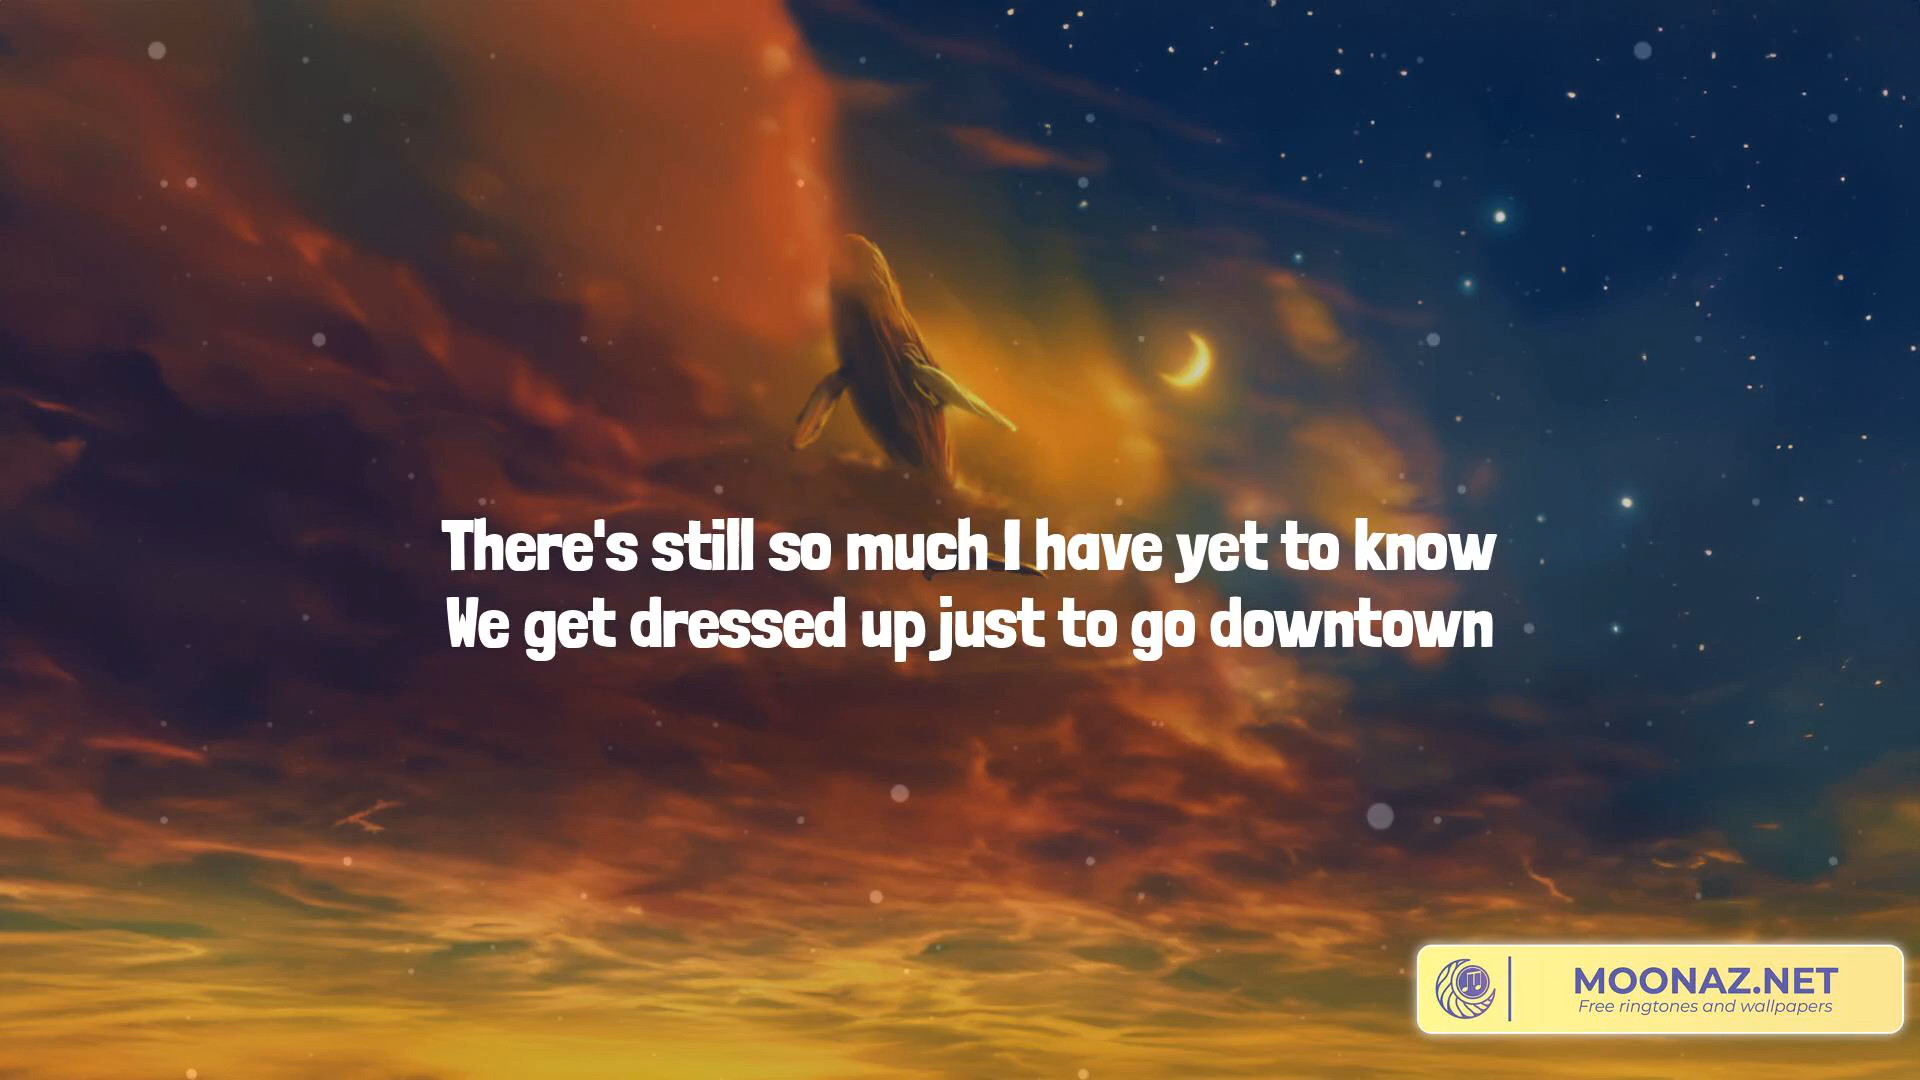 There's still so much I have yet to know
We get dressed up just to go downtown
MOONAZ.NET
Free ringtones and wallpapers